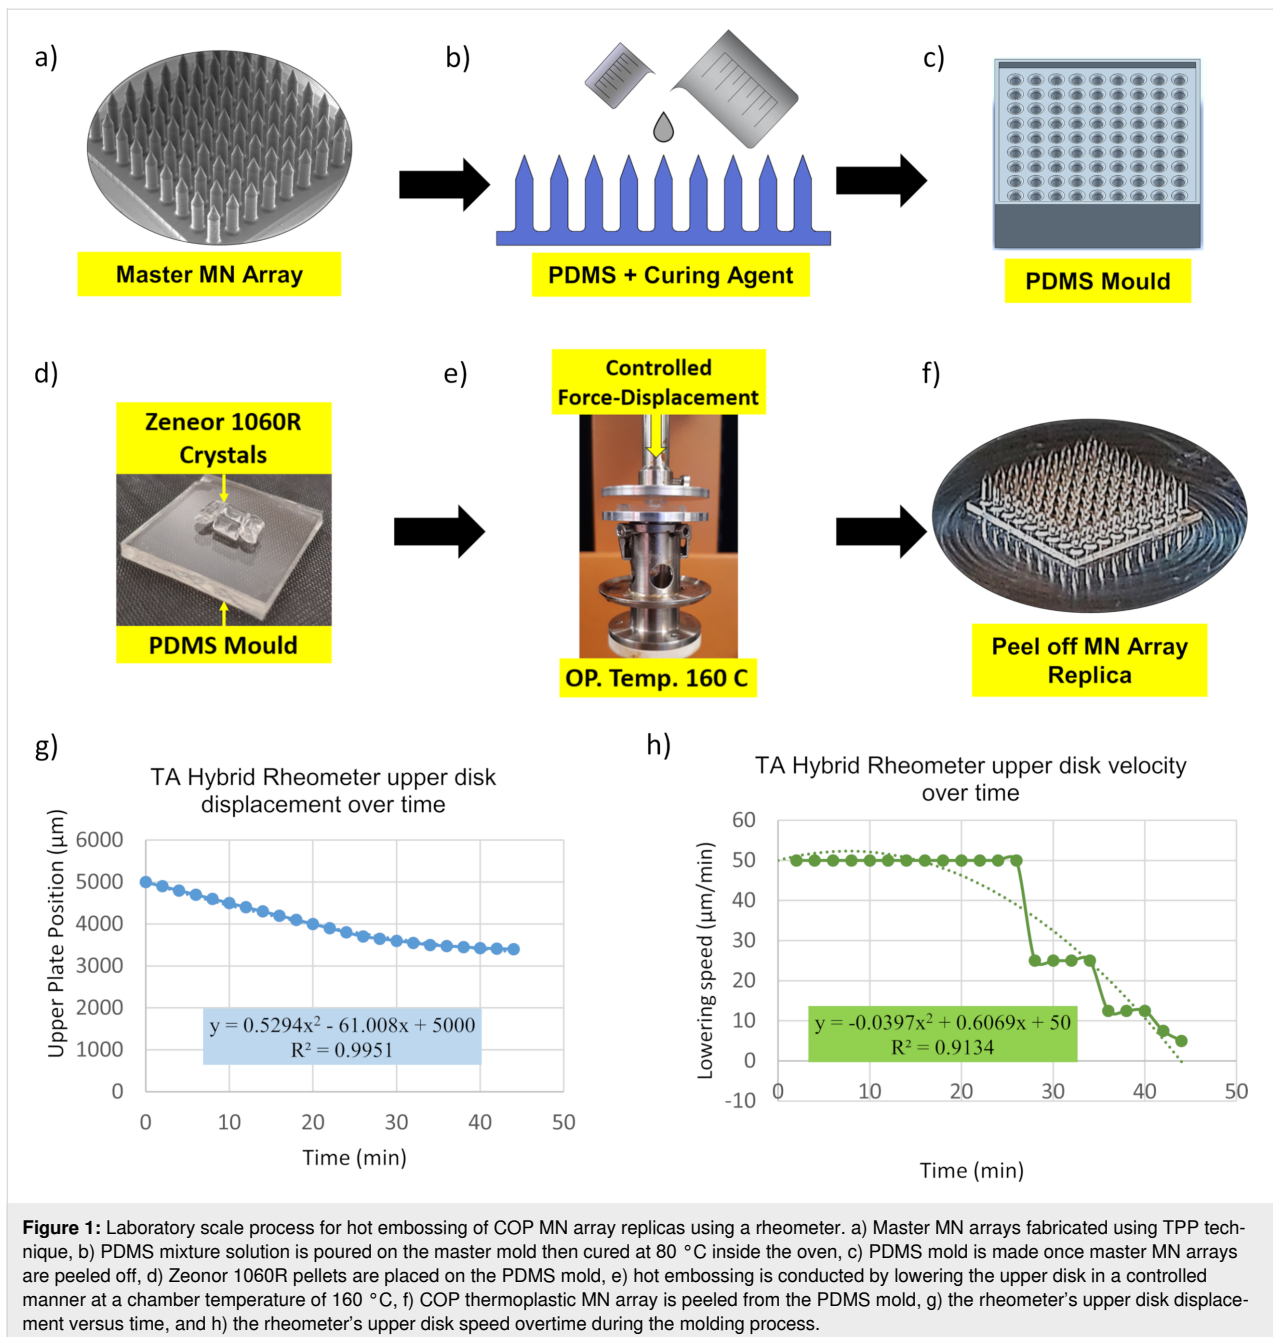 a)
b)
c)
Master MN Array
PDMS + Curing Agent
PDMS Mould
d)
e)
f)
Zeneor 1060R
Crystals
PDMS Mould
Controlled
Force-Displacement
OP. Temp. 160 C
Peel off MN Array
Replica
g)
TA Hybrid Rheometer upper disk
displacement over time
Upper Plate Position (µm)
6000
5000
4000
3000
2000
1000
0
y = 0.5294x² - 61.008x + 5000
R² = 0.9951
0 10 20 30 40 50
Time (min)
h)
TA Hybrid Rheometer upper disk velocity
over time
Lowering speed (µm/min)
60
50
40
30
20
10
0
-10
y = -0.0397x² + 0.6069x + 50
R² = 0.9134
0 10 20 30 40 50
Time (min)
Figure 1: Laboratory scale process for hot embossing of COP MN array replicas using a rheometer. a) Master MN arrays fabricated using TPP tech-
nique, b) PDMS mixture solution is poured on the master mold then cured at 80 °C inside the oven, c) PDMS mold is made once master MN arrays
are peeled off, d) Zeonor 1060R pellets are placed on the PDMS mold, e) hot embossing is conducted by lowering the upper disk in a controlled
manner at a chamber temperature of 160 °C, f) COP thermoplastic MN array is peeled from the PDMS mold, g) the rheometer's upper disk displace-
ment versus time, and h) the rheometer's upper disk speed overtime during the molding process.